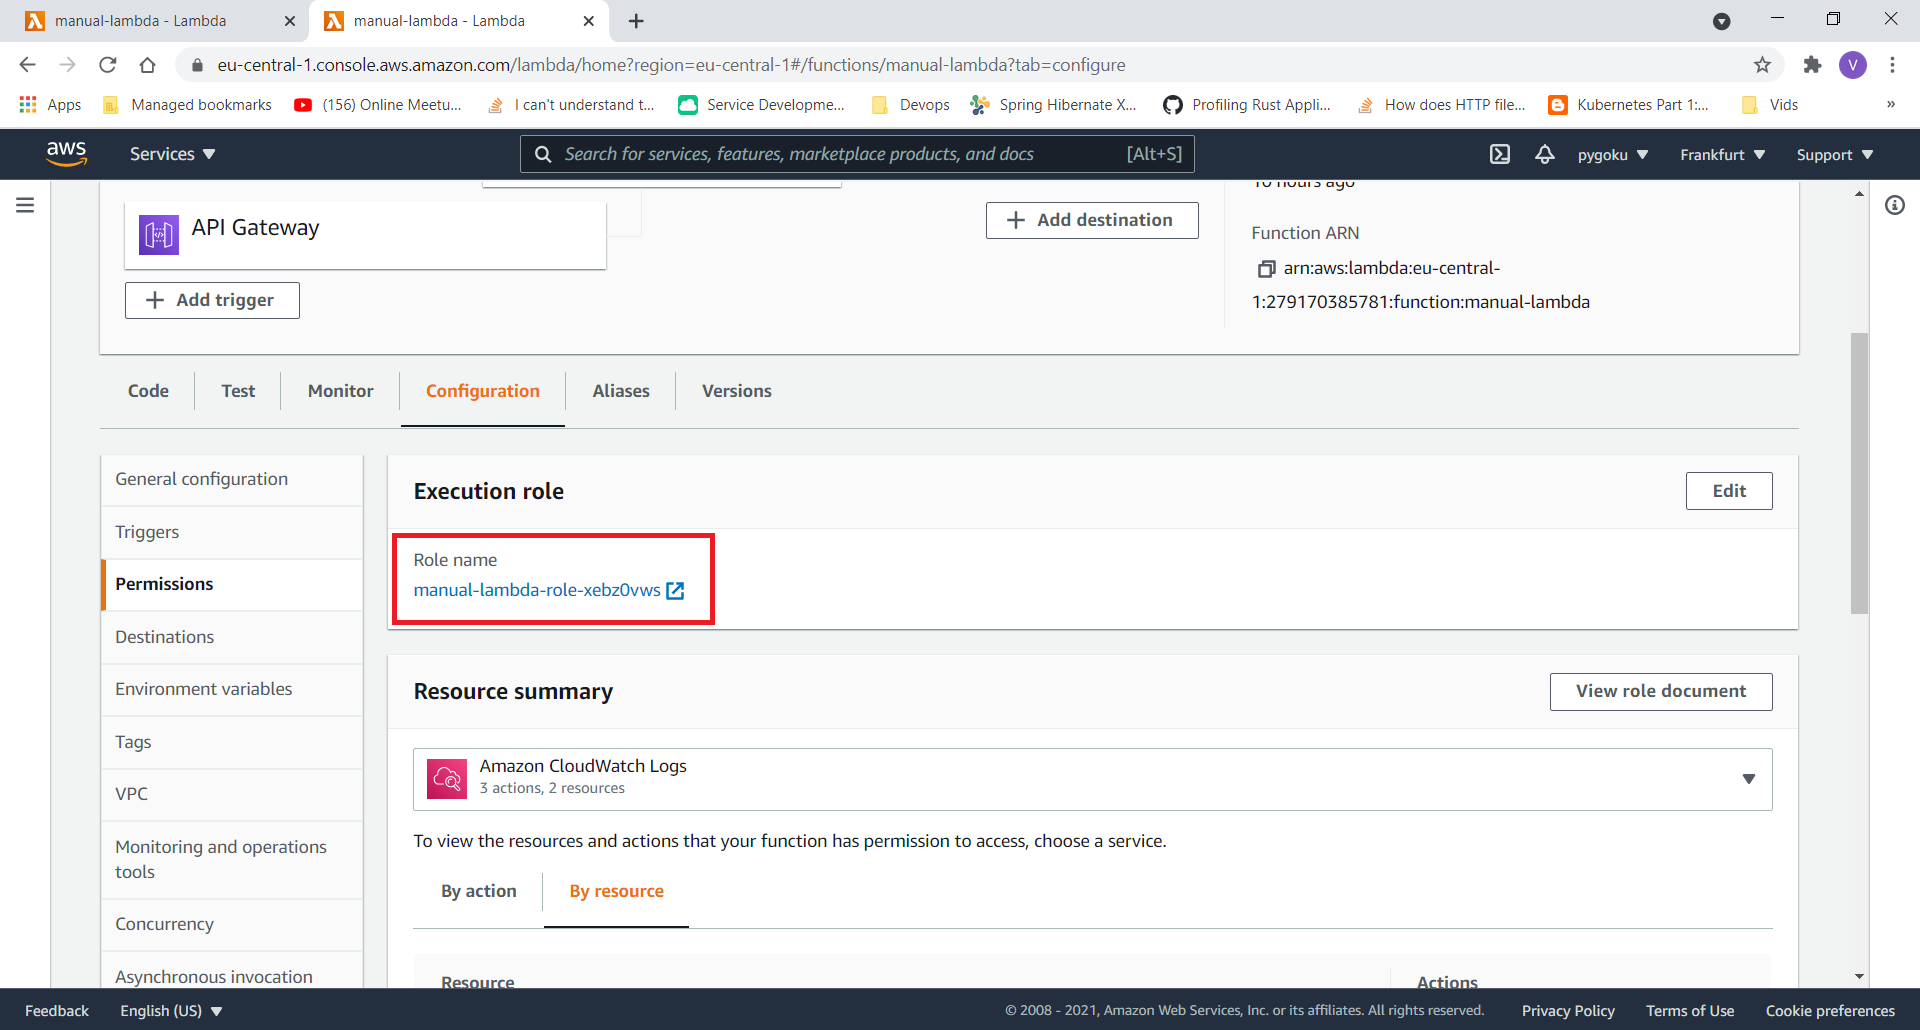 manual-lambda - Lambda
manual-lambda - Lambda
eu-central-1.console.aws.amazon.com/lambda/home?region=eu-central-1#/functions/manual-lambda?tab=configure
V
Apps
Managed bookmarks
(156) Online Meetu...
I can't understand t...
Service Developme...
Devops
Spring Hibernate X...
Profiling Rust Appli...
How does HTTP file...
Kubernetes Part 1:...
Vids
»
aws
Services
Search for services, features, marketplace products, and docs
[Alt+S]
pygoku
Frankfurt
Support
10 hours ago
API Gateway
Add destination
Function ARN
arn:aws:lambda:eu-central-
1:279170385781:function:manual-lambda
Add trigger
Code
Test
Monitor
Configuration
Aliases
Versions
General configuration
Triggers
Permissions
Destinations
Environment variables
Tags
VPC
Monitoring and operations
tools
Concurrency
Asynchronous invocation
Execution role
Edit
Role name
manual-lambda-role-xebz0vws
Resource summary
View role document
Amazon CloudWatch Logs
3 actions, 2 resources
To view the resources and actions that your function has permission to access, choose a service.
By action
By resource
Resource
Actions
Feedback
English (US)
© 2008 - 2021, Amazon Web Services, Inc. or its affiliates. All rights reserved.
Privacy Policy
Terms of Use
Cookie preferences